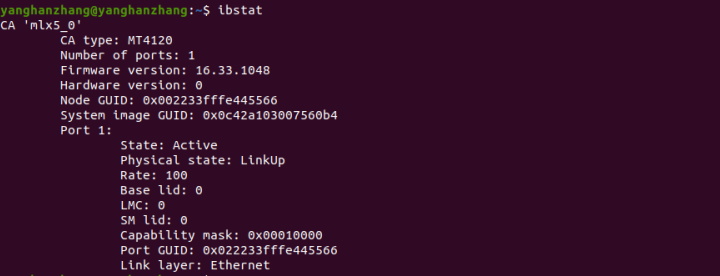 yanghanzhang@yanghanzhang:~$ ibstat
CA 'mlx5_0'
CA type: MT4120
Number of ports: 1
Firmware version: 16.33.1048
Hardware version: 0
Node GUID: 0x002233fffe445566
System image GUID: 0x0c42a103007560b4
Port 1:
State: Active
Physical state: LinkUp
Rate: 100
Base lid: 0
LMC: 0
SM lid: 0
Capability mask: 0x00010000
Port GUID: 0x022233fffe445566
Link layer: Ethernet